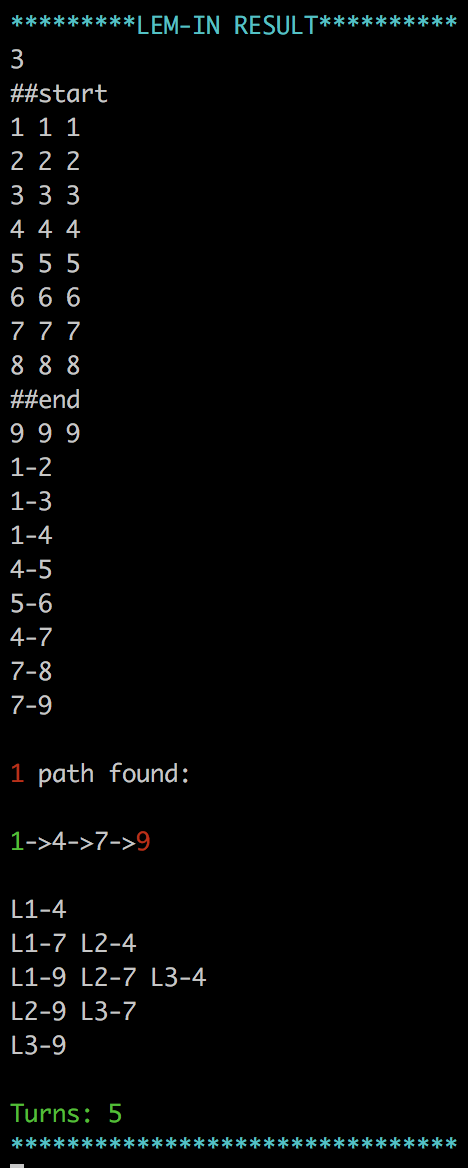 *********LEM-IN RESULT**********
3
##start
1 1 1
2 2 2
3 3 3
4 4 4
5 5 5
6 6 6
7 7 7
8 8 8
##end
9 9 9
1-2
1-3
1-4
4-5
5-6
4-7
7-8
7-9
1 path found:
1->4->7->9
L1-4
L1-7 L2-4
L1-9 L2-7 L3-4
L2-9 L3-7
L3-9
Turns: 5
********************************